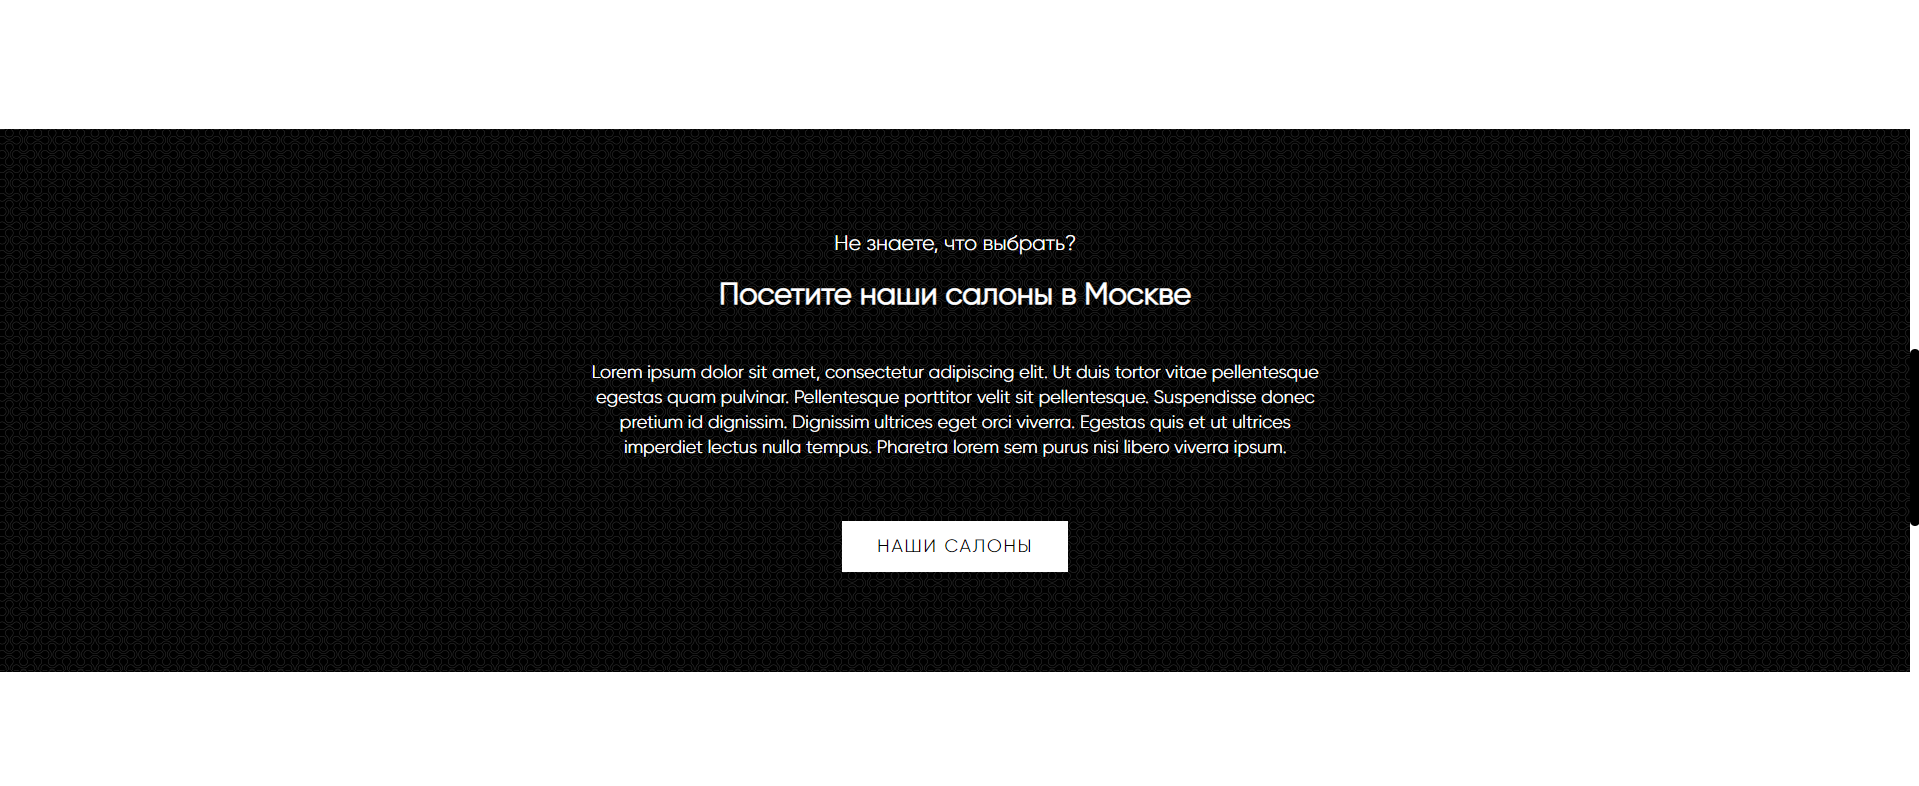 Не знаете, что выбрать?
Посетите наши салоны в Москве
Lorem ipsum dolor sit amet, consectetur adipiscing elit. Ut duis tortor vitae pellentesque
egestas quam pulvinar. Pellentesque porttitor velit sit pellentesque. Suspendisse donec
pretium id dignissim. Dignissim ultrices eget orci viverra. Egestas quis et ut ultrices
imperdiet lectus nulla tempus. Pharetra lorem sem purus nisi libero viverra ipsum.
НАШИ САЛОНЫ